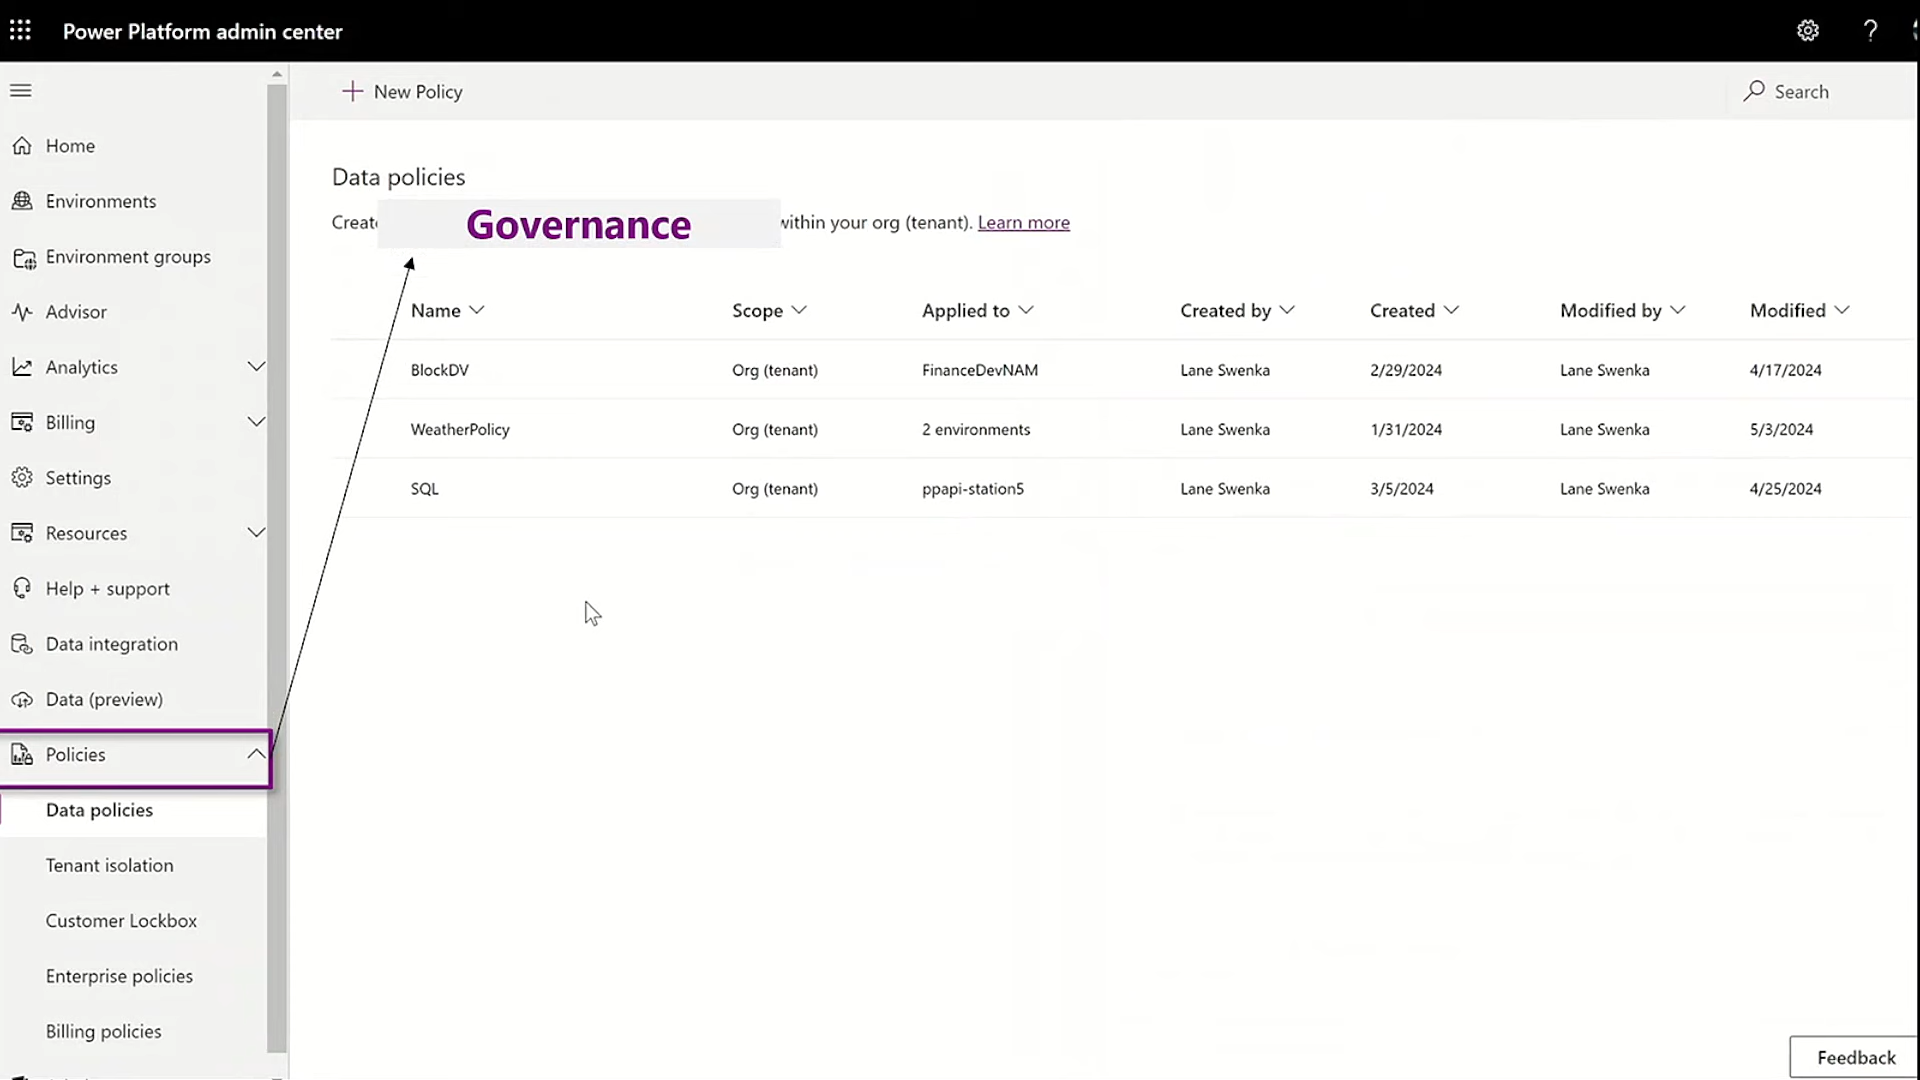 Power Platform admin center
?
New Policy
Search
Home
Environments
Environment groups
Advisor
Analytics
Billing
Settings
Resources
Help + support
Data integration
Data (preview)
Policies
Data policies
Tenant isolation
Customer Lockbox
Enterprise policies
Billing policies
Data policies
Governance
within your org (tenant). Learn more
Name Scope Applied to Created by Created Modified by Modified
BlockDV Org (tenant) FinanceDevNAM Lane Swenka 2/29/2024 Lane Swenka 4/17/2024
WeatherPolicy Org (tenant) 2 environments Lane Swenka 1/31/2024 Lane Swenka 5/3/2024
SQL Org (tenant) ppapi-station5 Lane Swenka 3/5/2024 Lane Swenka 4/25/2024
Feedback